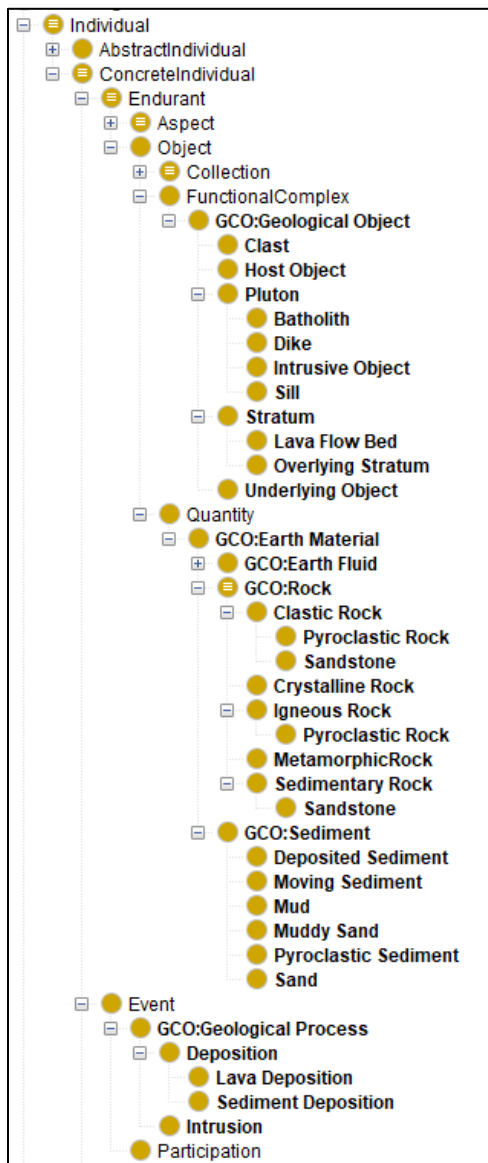 Individual
AbstractIndividual
ConcreteIndividual
Endurant
Aspect
Object
Collection
FunctionalComplex
GCO:Geological Object
Clast
Host Object
Pluton
Batholith
Dike
Intrusive Object
Sill
Stratum
Lava Flow Bed
Overlying Stratum
Underlying Object
Quantity
GCO:Earth Material
GCO:Earth Fluid
GCO:Rock
Clastic Rock
Pyroclastic Rock
Sandstone
Crystalline Rock
Igneous Rock
Pyroclastic Rock
MetamorphicRock
Sedimentary Rock
Sandstone
GCO:Sediment
Deposited Sediment
Moving Sediment
Mud
Muddy Sand
Pyroclastic Sediment
Sand
Event
GCO:Geological Process
Deposition
Lava Deposition
Sediment Deposition
Intrusion
Participation